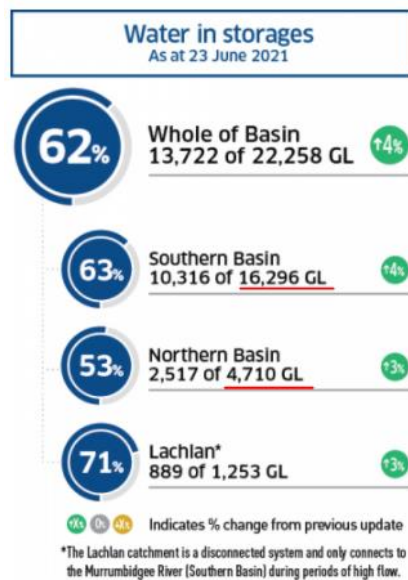 Water in storages
As at 23 June 2021
62%
Whole of Basin
13,722 of 22,258 GL
↑4%
63%
Southern Basin
10,316 of 16,296 GL
↑4%
53%
Northern Basin
2,517 of 4,710 GL
↑3%
71%
Lachlan*
889 of 1,253 GL
↑3%
↑X% 0% ↓X% Indicates % change from previous update
*The Lachlan catchment is a disconnected system and only connects to
the Murrumbidgee River (Southern Basin) during periods of high flow.